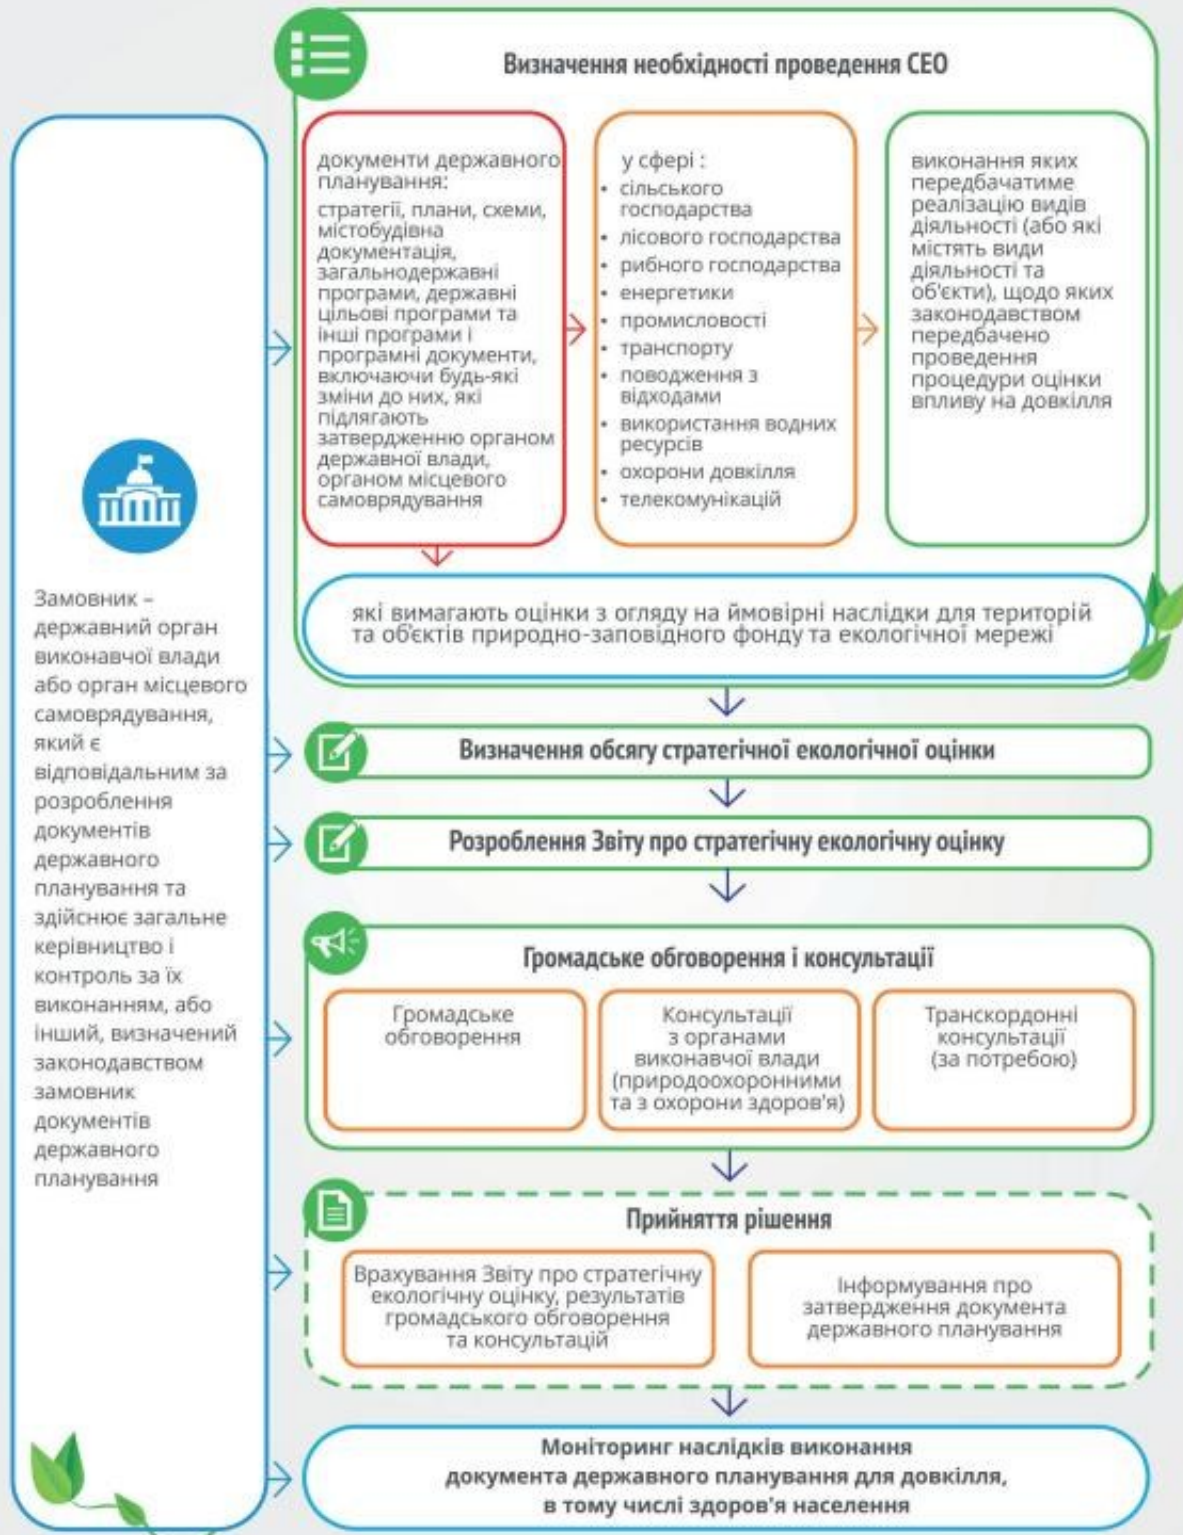 Визначення необхідності проведення СЕО
документи державного
планування:
стратегії, плани, схеми,
містобудівна
документація,
загальнодержавні
програми, державні
цільові програми та
інші програми і
програмні документи,
включаючи будь-які
зміни до них, які
підлягають
затвердженню органом
державної влади,
органом місцевого
самоврядування
у сфері :
• сільського
господарства
• лісового господарства
• рибного господарства
• енергетики
• промисловості
• транспорту
• поводження з
відходами
• використання водних
ресурсів
• охорони довкілля
• телекомунікацій
виконання яких
передбачатиме
реалізацію видів
діяльності (або які
містять види
діяльності та
об'єкти), щодо яких
законодавством
передбачено
проведення
процедури оцінки
впливу на довкілля
які вимагають оцінки з огляду на ймовірні наслідки для територій
та об'єктів природно-заповідного фонду та екологічної мережі
Замовник –
державний орган
виконавчої влади
або орган місцевого
самоврядування,
який є
відповідальним за
розроблення
документів
державного
планування та
здійснює загальне
керівництво і
контроль за їх
виконанням, або
інший, визначений
законодавством
замовник
документів
державного
планування
Визначення обсягу стратегічної екологічної оцінки
Розроблення Звіту про стратегічну екологічну оцінку
Громадське обговорення і консультації
Громадське
обговорення
Консультації
з органами
виконавчої влади
(природоохоронними
та з охорони здоров'я)
Транскордонні
консультації
(за потребою)
Прийняття рішення
Врахування Звіту про стратегічну
екологічну оцінку, результатів
громадського обговорення
та консультацій
Інформування про
затвердження документа
державного планування
Моніторинг наслідків виконання
документа державного планування для довкілля,
в тому числі здоров'я населення